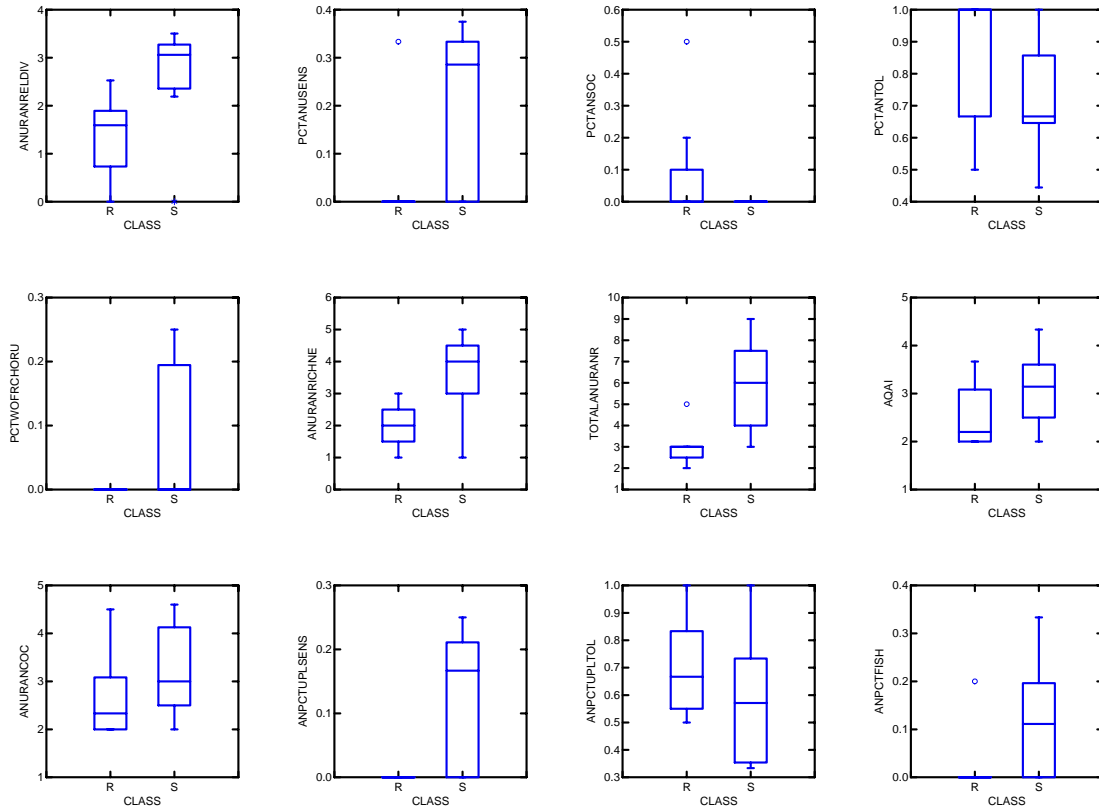 4
3
2
1
0
ANURANRELDIV
R S
CLASS
0.4
0.3
0.2
0.1
0.0
PCTANUSENS
R S
CLASS
0.6
0.5
0.4
0.3
0.2
0.1
0.0
PCTANSOC
R S
CLASS
1.0
0.9
0.8
0.7
0.6
0.5
0.4
PCTANTOL
R S
CLASS
0.3
0.2
0.1
0.0
PCTWOFRCHORU
R S
CLASS
6
5
4
3
2
1
0
ANURANRICHNE
R S
CLASS
10
9
8
7
6
5
4
3
2
1
TOTALANURANR
R S
CLASS
5
4
3
2
1
AQAI
R S
CLASS
5
4
3
2
1
ANURANCOC
R S
CLASS
0.3
0.2
0.1
0.0
ANPCTUPLSENS
R S
CLASS
1.0
0.9
0.8
0.7
0.6
0.5
0.4
0.3
ANPCTUPLTOL
R S
CLASS
0.4
0.3
0.2
0.1
0.0
ANPCTFISH
R S
CLASS